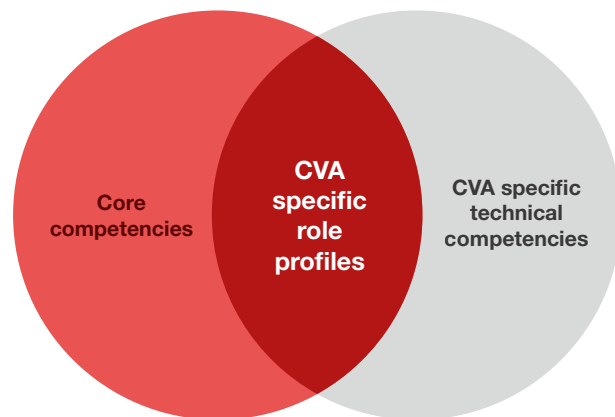 Core
competencies
CVA
specific
role
profiles
CVA specific
technical
competencies